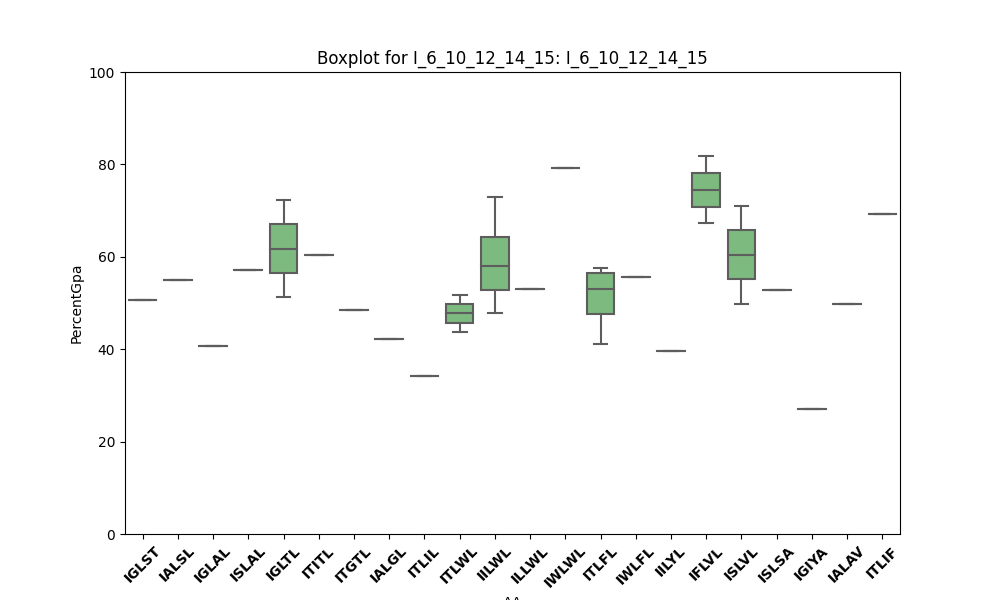 Boxplot for I_6_10_12_14_15: I_6_10_12_14_15
PercentGpa
100
80
60
40
20
0
IGLST
IALSL
IGLAL
ISLAL
IGLTL
ITITL
ITGTL
IALGL
ITLIL
ITLWL
IILWL
ILLWL
IWLWL
ITLFL
IWLFL
IILYL
IFLVL
ISLVL
ISLSA
IGIYA
IALAV
ITLIF